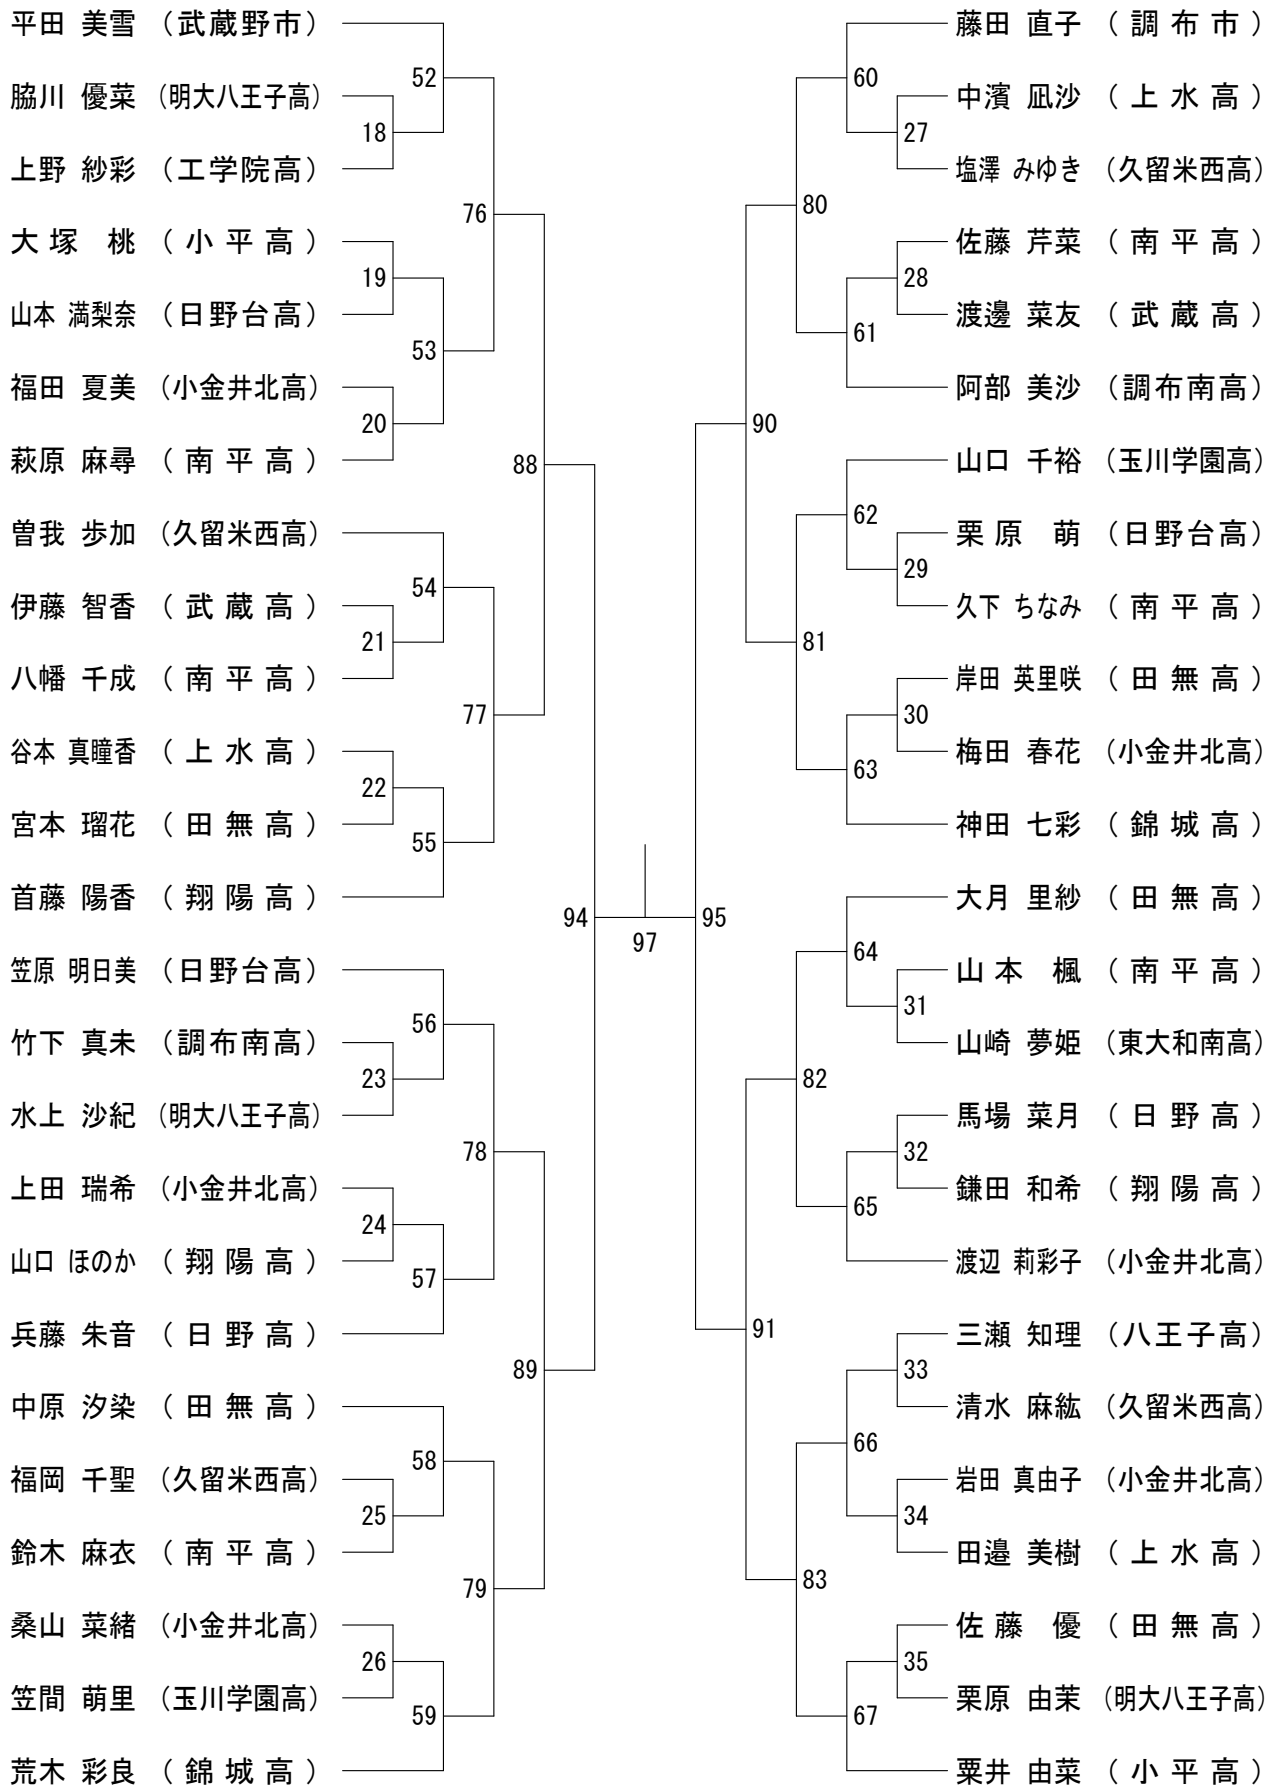 平田 美雪 (武蔵野市)
脇川 優菜 (明大八王子高)
上野 紗彩 (工学院高)
大塚 桃 (小平高)
山本 満梨奈 (日野台高)
福田 夏美 (小金井北高)
萩原 麻尋 (南平高)
曽我 歩加 (久留米西高)
伊藤 智香 (武蔵高)
八幡 千成 (南平高)
谷本 真瞳香 (上水高)
宮本 瑠花 (田無高)
首藤 陽香 (翔陽高)
笠原 明日美 (日野台高)
竹下 真未 (調布南高)
水上 沙紀 (明大八王子高)
上田 瑞希 (小金井北高)
山口 ほのか (翔陽高)
兵藤 朱音 (日野高)
中原 汐染 (田無高)
福岡 千聖 (久留米西高)
鈴木 麻衣 (南平高)
桑山 菜緒 (小金井北高)
笠間 萌里 (玉川学園高)
荒木 彩良 (錦城高)
18
19
20
21
22
23
24
25
26
52
53
54
55
56
57
58
59
76
77
78
79
88
89
94
97
95
90
91
80
81
82
83
60
61
62
63
64
65
66
67
27
28
29
30
31
32
33
34
35
藤田 直子 (調布市)
中濱 凪沙 (上水高)
塩澤 みゆき (久留米西高)
佐藤 芹菜 (南平高)
渡邊 菜友 (武蔵高)
阿部 美沙 (調布南高)
山口 千裕 (玉川学園高)
栗原 萌 (日野台高)
久下 ちなみ (南平高)
岸田 英里咲 (田無高)
梅田 春花 (小金井北高)
神田 七彩 (錦城高)
大月 里紗 (田無高)
山本 楓 (南平高)
山崎 夢姫 (東大和南高)
馬場 菜月 (日野高)
鎌田 和希 (翔陽高)
渡辺 莉彩子 (小金井北高)
三瀬 知理 (八王子高)
清水 麻紘 (久留米西高)
岩田 真由子 (小金井北高)
田邉 美樹 (上水高)
佐藤 優 (田無高)
栗原 由茉 (明大八王子高)
粟井 由菜 (小平高)